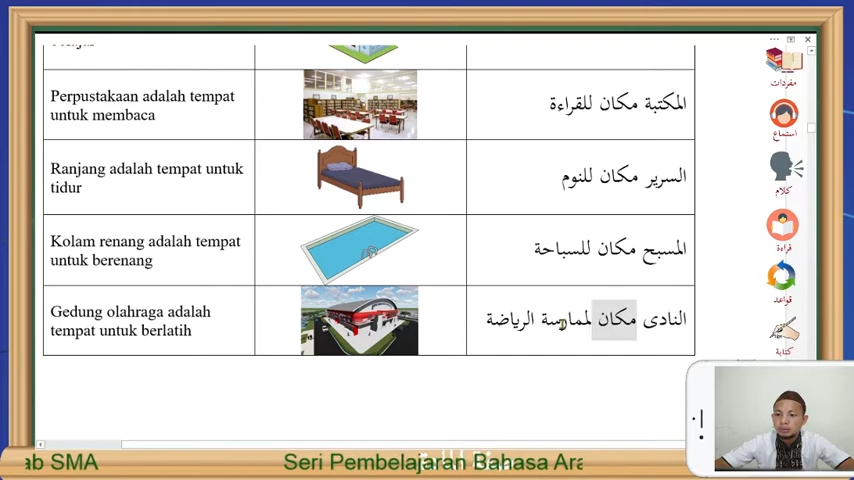 Perpustakaan adalah tempat
untuk membaca
المكتبة مكان للقراءة
Ranjang adalah tempat untuk
tidur
السرير مكان للنوم
Kolam renang adalah tempat
untuk berenang
المسبح مكان للسباحة
Gedung olahraga adalah
tempat untuk berlatih
النادى مكان لممارسة الرياضة
مفردات
استماع
كلام
قراءة
قواعد
كتابة
ab SMA
Seri Pembelajaran Bahasa Ara